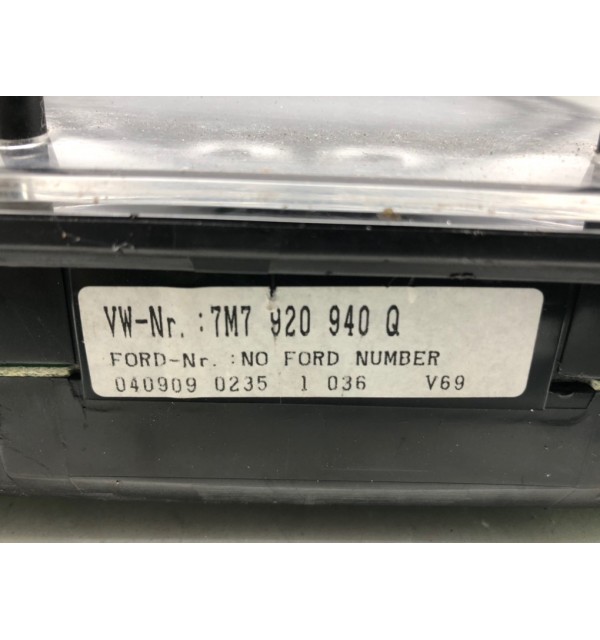 VW-Nr. :7M7 920 940 Q
FORD-Nr. :NO FORD NUMBER
040909 0235 1 036 V69